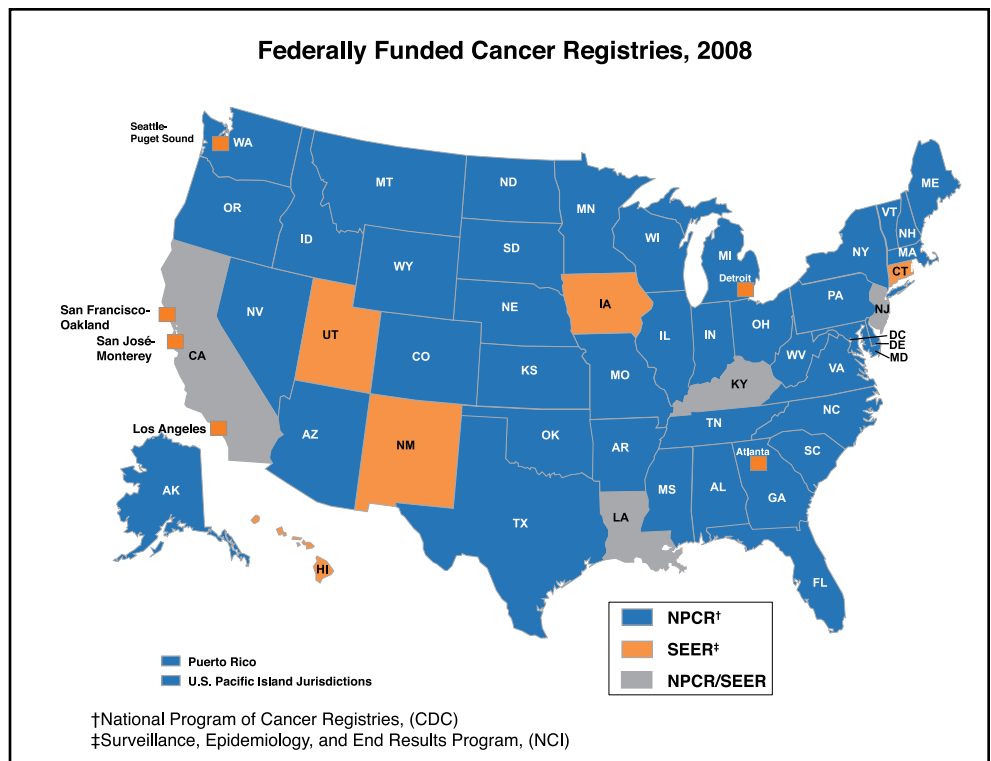 Federally Funded Cancer Registries, 2008
Seattle-
Puget Sound
WA
MT
ND
MN
ME
OR
ID
WY
SD
WI
MI
Detroit
VT
NH
NY
MA
CT
San Francisco-
Oakland
San José-
Monterey
CA
NV
UT
CO
NE
KS
IA
IL
IN
OH
PA
NJ
DC
DE
MD
WV
VA
KY
MO
Los Angeles
AZ
NM
OK
AR
TN
NC
SC
Atlanta
MS
AL
GA
AK
HI
TX
LA
FL
NPCR†
SEER‡
NPCR/SEER
Puerto Rico
U.S. Pacific Island Jurisdictions
†National Program of Cancer Registries, (CDC)
‡Surveillance, Epidemiology, and End Results Program, (NCI)